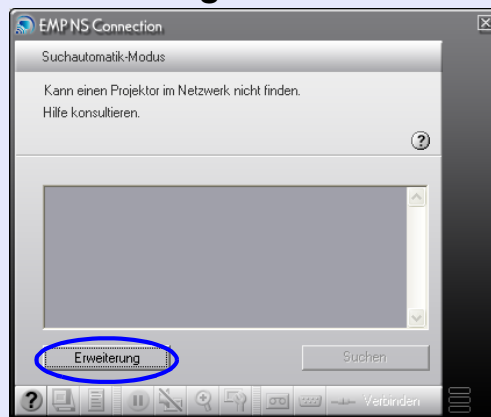 EMP NS Connection
Suchautomatik-Modus
Kann einen Projektor im Netzwerk nicht finden.
Hilfe konsultieren.
Erweiterung
Suchen
Verbinden